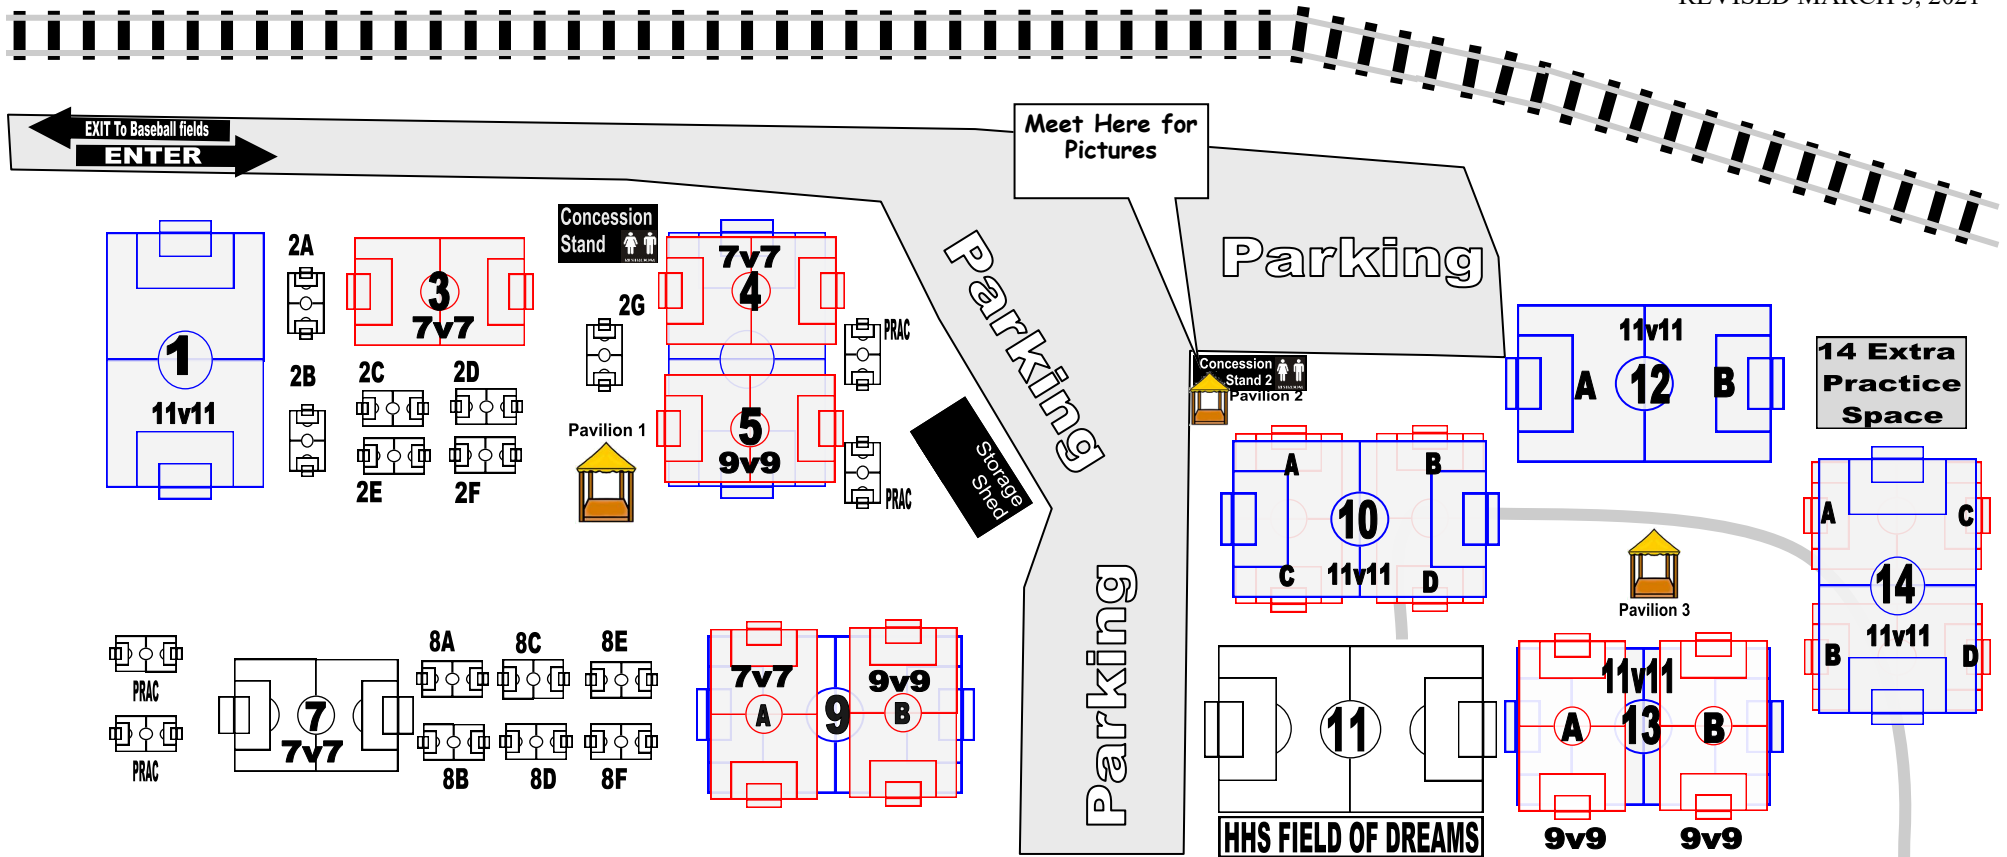 REVISED MARCH 3, 2021
EXIT To Baseball fields
ENTER
Meet Here for
Pictures
Concession
Stand
RESTROOM
2A
3
7v7
2G
7v7
4
PRAC
Parking
Parking
1
11v11
2B
2C
2D
2E
2F
Pavilion 1
5
9v9
PRAC
Storage
Shed
Concession
Stand 2
RESTROOM
Pavilion 2
11v11
A
12
B
14 Extra
Practice
Space
A
B
10
C
11v11
D
A
C
14
11v11
B
D
Pavilion 3
PRAC
PRAC
7
7v7
8A
8C
8E
8B
8D
8F
7v7
9v9
A
9
B
Parking
11
HHS FIELD OF DREAMS
11v11
A
13
B
9v9
9v9